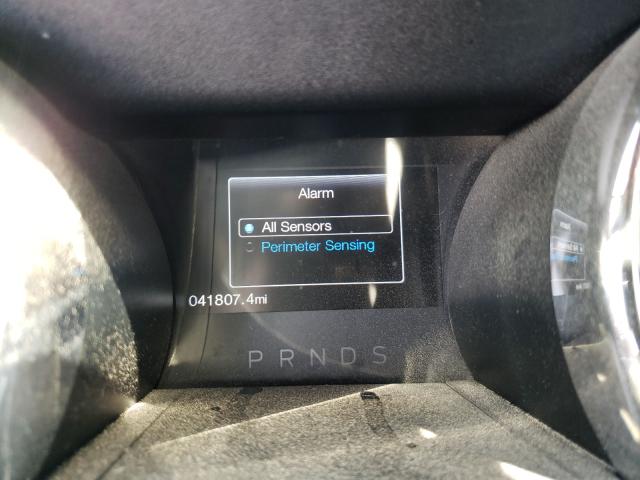 Alarm
All Sensors
Perimeter Sensing
041807.4mi
P R N D S